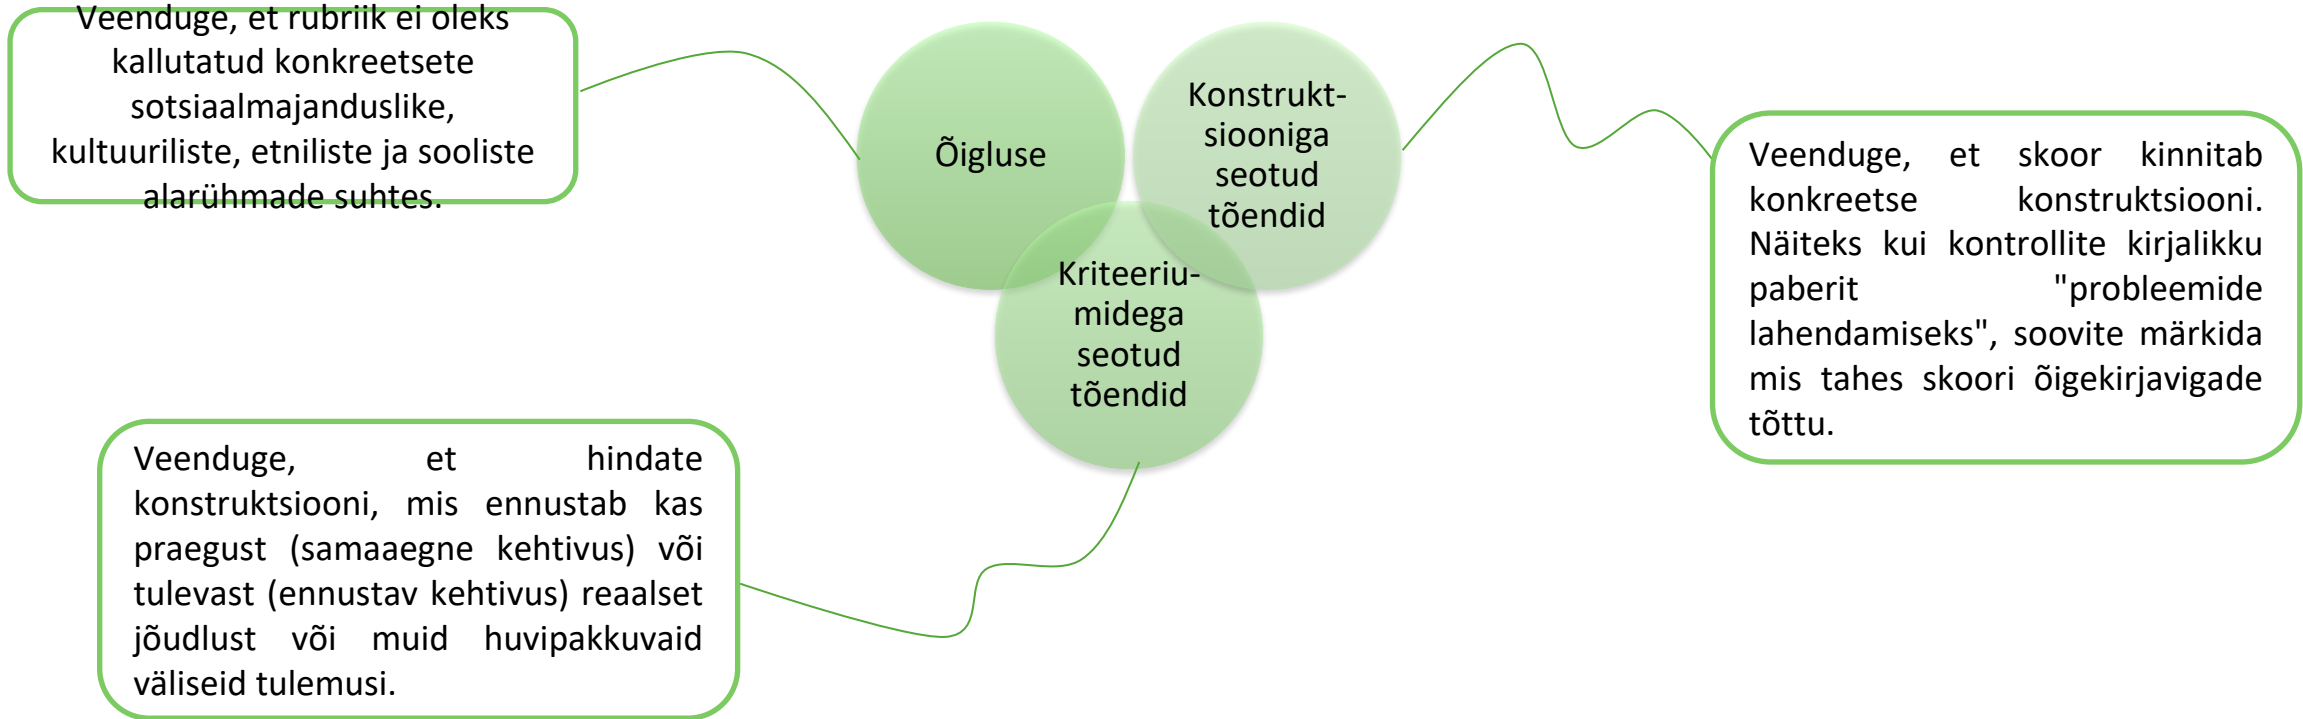 Veenduge, et rubriik ei oleks
kallutatud konkreetsete
sotsiaalmajanduslike,
kultuuriliste, etniliste ja sooliste
alarühmade suhtes.
Õigluse
Konstrukt-
siooniga
seotud
tõendid
Kriteeriu-
midega
seotud
tõendid
Veenduge, et skoor kinnitab
konkreetse konstruktsiooni.
Näiteks kui kontrollite kirjalikku
paberit "probleemide
lahendamiseks", soovite märkida
mis tahes skoori õigekirjavigade
tõttu.
Veenduge, et hindate
konstruktsiooni, mis ennustab kas
praegust (samaaegne kehtivus) või
tulevast (ennustav kehtivus) reaalset
jõudlust või muid huvipakkuvaid
väliseid tulemusi.